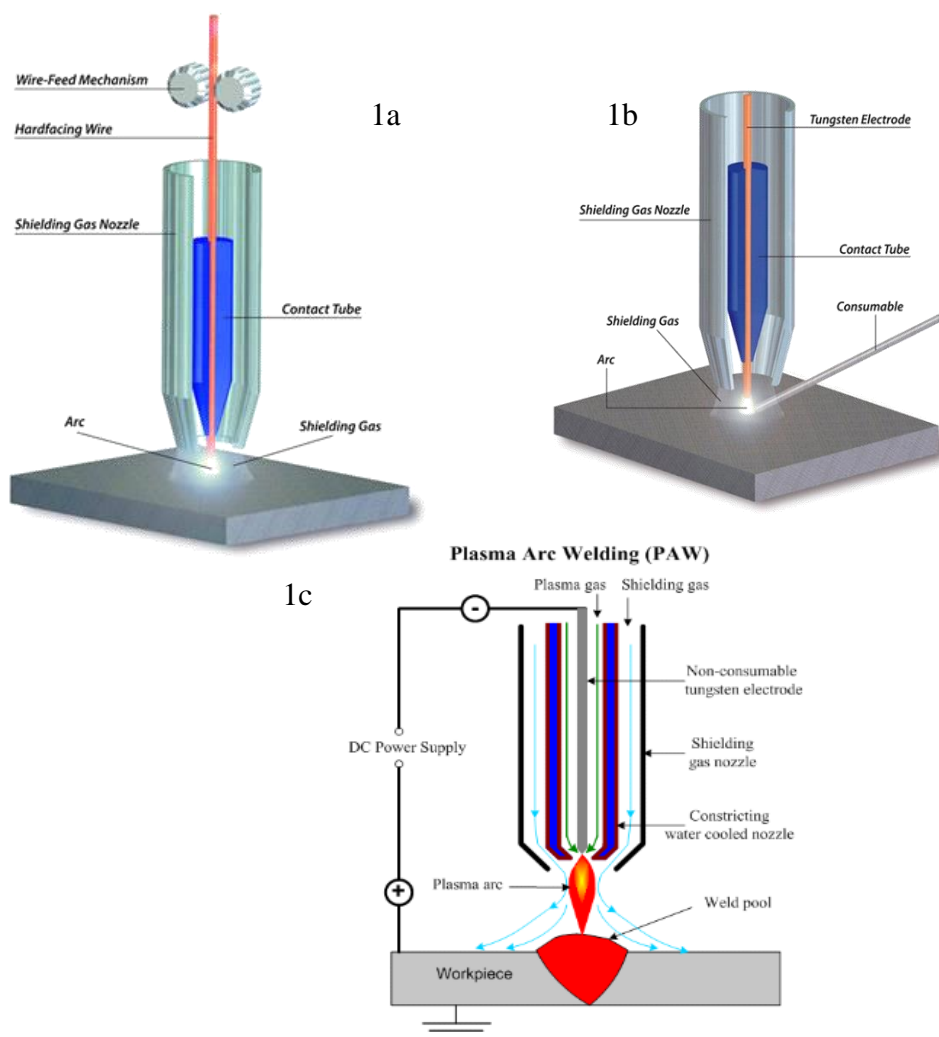 1a
Wire-Feed Mechanism
Hardfacing Wire
Shielding Gas Nozzle
Contact Tube
Arc
Shielding Gas
1b
Tungsten Electrode
Shielding Gas Nozzle
Contact Tube
Consumable
Shielding Gas
Arc
Plasma Arc Welding (PAW)
1c
Plasma gas
Shielding gas
-
Non-consumable
tungsten electrode
DC Power Supply
Shielding
gas nozzle
Constricting
water cooled nozzle
Plasma arc
+
Weld pool
Workpiece